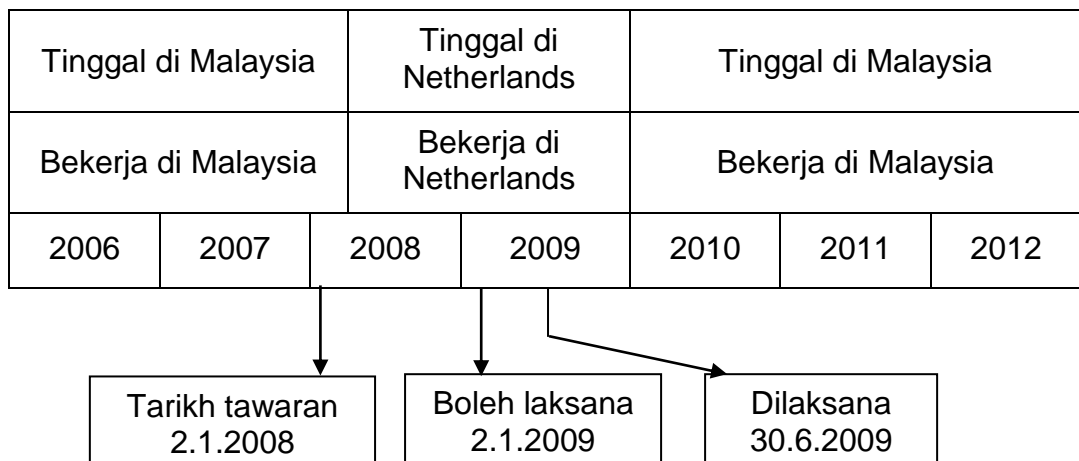 Tinggal di Malaysia
Tinggal di
Netherlands
Tinggal di Malaysia
Bekerja di Malaysia
Bekerja di
Netherlands
Bekerja di Malaysia
2006 2007 2008 2009 2010 2011 2012
Tarikh tawaran
2.1.2008
Boleh laksana
2.1.2009
Dilaksana
30.6.2009